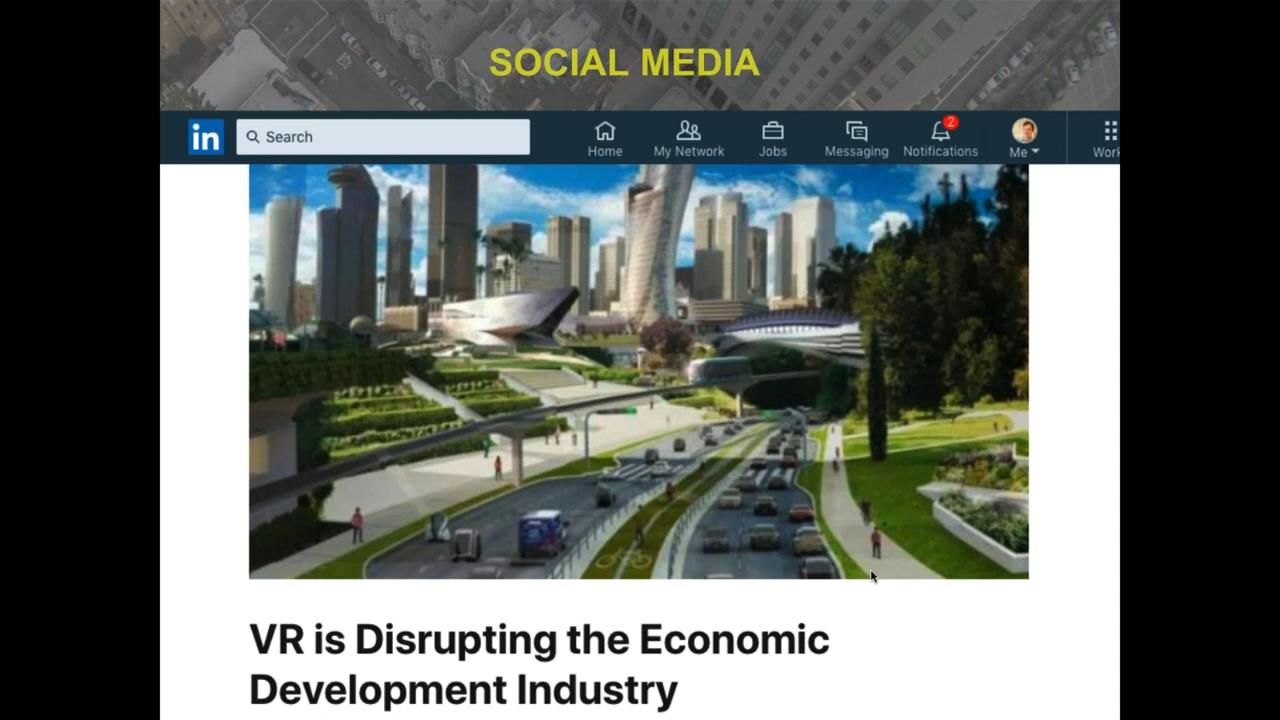 SOCIAL MEDIA
in
Search
Home
My Network
Jobs
Messaging
2
Notifications
Me
Work
VR is Disrupting the Economic
Development Industry